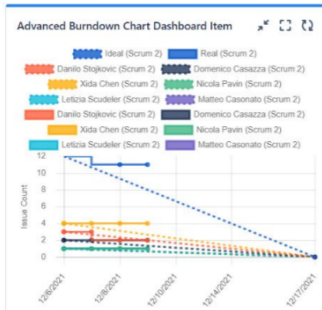 Advanced Burndown Chart Dashboard Item
Ideal (Scrum 2) Real (Scrum 2)
Danilo Stojkovic (Scrum 2) Domenico Casazza (Scrum 2)
Xida Chen (Scrum 2) Nicola Pavin (Scrum 2)
Letizia Scudeler (Scrum 2) Matteo Casonato (Scrum 2)
Danilo Stojkovic (Scrum 2) Domenico Casazza (Scrum 2)
Xida Chen (Scrum 2) Nicola Pavin (Scrum 2)
Letizia Scudeler (Scrum 2) Matteo Casonato (Scrum 2)
12
10
8
6
4
2
0
Issue Count
12/6/2021 12/8/2021 12/10/2021 12/14/2021 12/17/2021